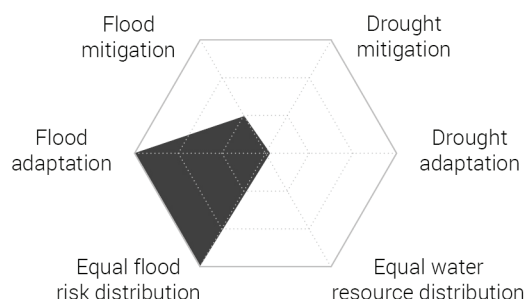 Flood
mitigation
Drought
mitigation
Flood
adaptation
Drought
adaptation
Equal flood
risk distribution
Equal water
resource distribution